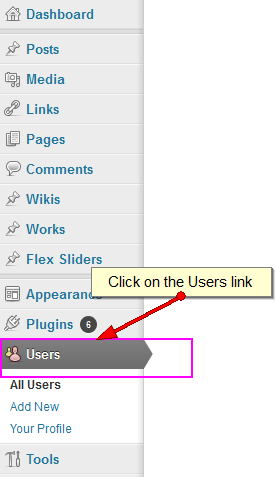 Dashboard
Posts
Media
Links
Pages
Comments
Wikis
Works
Flex Sliders
Click on the Users link
Appearance
Plugins 6
Users
All Users
Add New
Your Profile
Tools